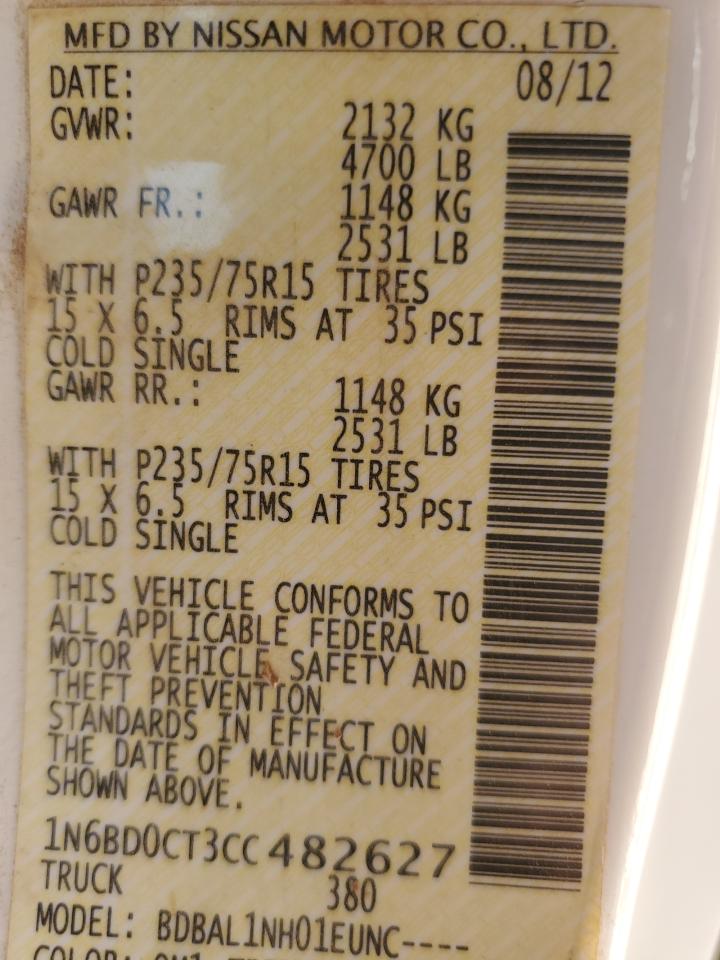 MFD BY NISSAN MOTOR CO., LTD.
DATE: 08/12
GVWR: 2132 KG
4700 LB
GAWR FR.: 1148 KG
2531 LB
WITH P235/75R15 TIRES
15 X 6.5 RIMS AT 35 PSI
COLD SINGLE
GAWR RR.: 1148 KG
2531 LB
WITH P235/75R15 TIRES
15 X 6.5 RIMS AT 35 PSI
COLD SINGLE
THIS VEHICLE CONFORMS TO
ALL APPLICABLE FEDERAL
MOTOR VEHICLE SAFETY AND
THEFT PREVENTION
STANDARDS IN EFFECT ON
THE DATE OF MANUFACTURE
SHOWN ABOVE.
1N6BD0CT3CC482627
TRUCK 380
MODEL: BDBAL1NH01EUNC----
COLOR: